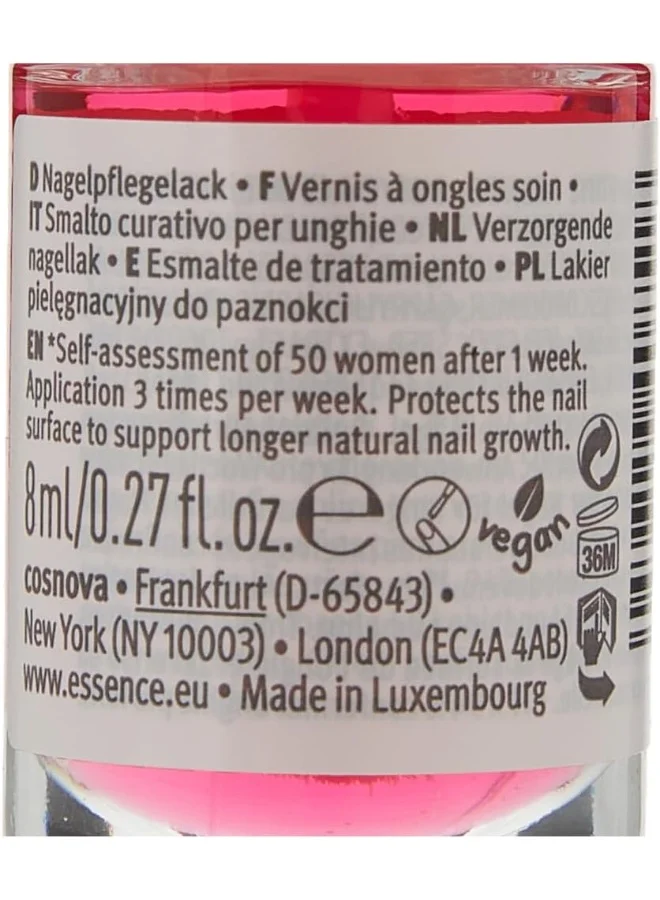 D Nagelpflegelack • F Vernis à ongles soin •
IT Smalto curativo per unghie • NL Verzorgende
nagellak • E Esmalte de tratamiento • PL Lakier
pielęgnacyjny do paznokci
EN *Self-assessment of 50 women after 1 week.
Application 3 times per week. Protects the nail
surface to support longer natural nail growth.
8ml/0.27fl.oz. e vegan
36M
cosnova • Frankfurt (D-65843) •
New York (NY 10003) • London (EC4A 4AB)
www.essence.eu • Made in Luxembourg